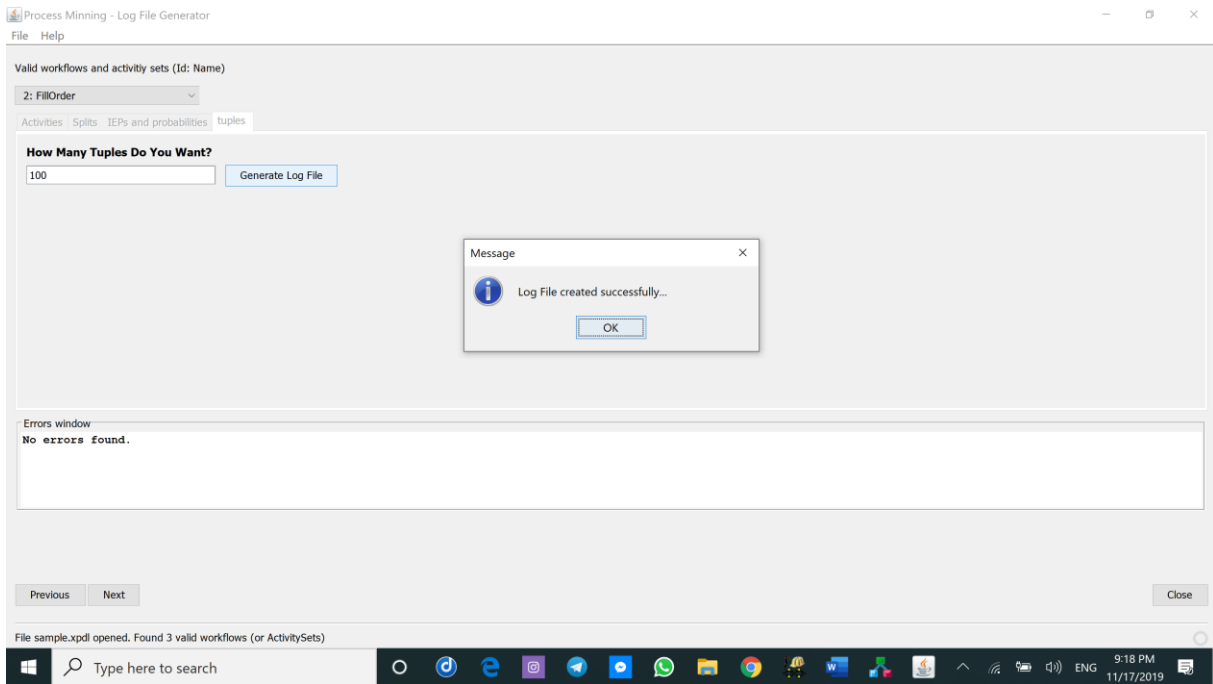 Process Minning - Log File Generator
File Help
Valid workflows and activitiy sets (Id: Name)
2: FillOrder
Activities Splits IEPs and probabilities tuples
How Many Tuples Do You Want?
100 Generate Log File
Message
Log File created successfully...
OK
Errors window
No errors found.
Previous Next Close
File sample.xpdl opened. Found 3 valid workflows (or ActivitySets)
Type here to search ENG 9:18 PM
11/17/2019